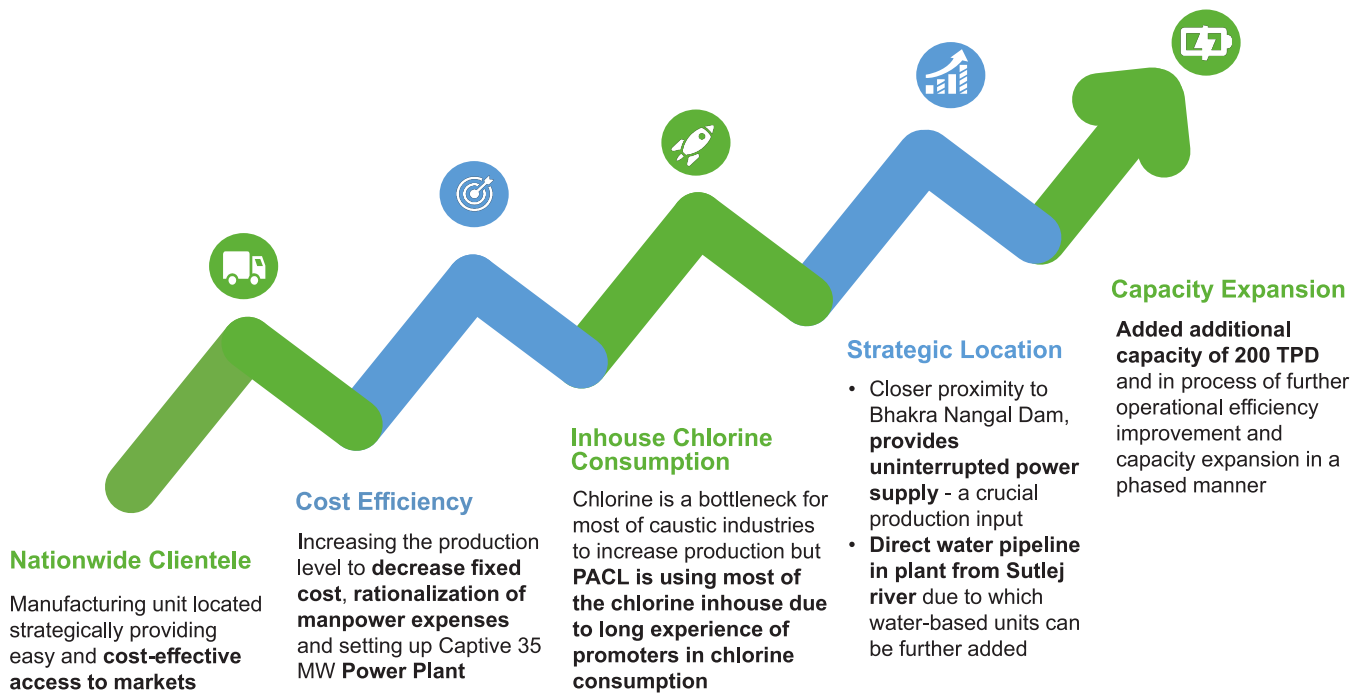 Nationwide Clientele
Manufacturing unit located
strategically providing
easy and cost-effective
access to markets
Cost Efficiency
Increasing the production
level to decrease fixed
cost, rationalization of
manpower expenses
and setting up Captive 35
MW Power Plant
Inhouse Chlorine
Consumption
Chlorine is a bottleneck for
most of caustic industries
to increase production but
PACL is using most of
the chlorine inhouse due
to long experience of
promoters in chlorine
consumption
Strategic Location
• Closer proximity to
Bhakra Nangal Dam,
provides
uninterrupted power
supply - a crucial
production input
• Direct water pipeline
in plant from Sutlej
river due to which
water-based units can
be further added
Capacity Expansion
Added additional
capacity of 200 TPD
and in process of further
operational efficiency
improvement and
capacity expansion in a
phased manner